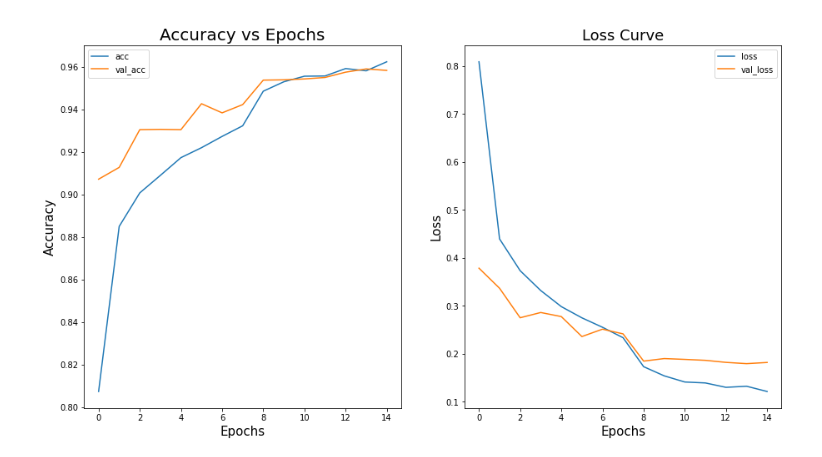 Accuracy vs Epochs
acc
val_acc
0.96
0.94
0.92
0.90
0.88
0.86
0.84
0.82
0.80
Accuracy
0 2 4 6 8 10 12 14
Epochs
Loss Curve
loss
val_loss
0.8
0.7
0.6
0.5
0.4
0.3
0.2
0.1
Loss
0 2 4 6 8 10 12 14
Epochs